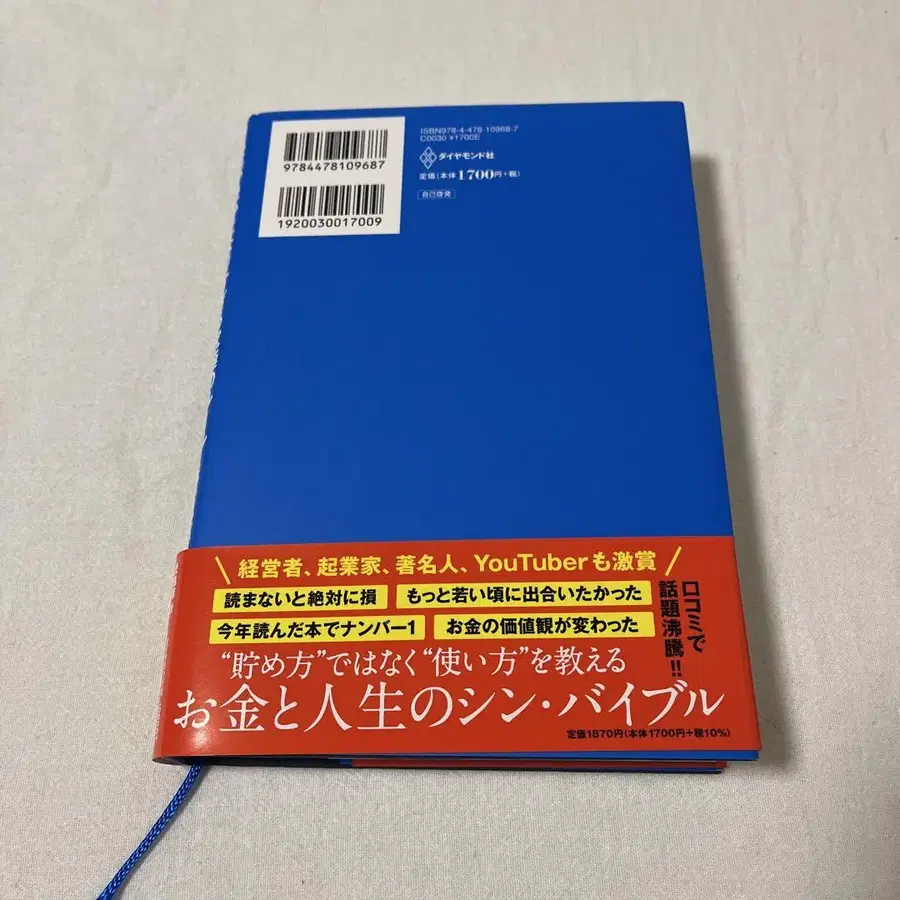 9784478109687
1920030017009
ISBN978-4-478-10968-7
C0030 ¥1700E
ダイヤモンド社
定価(本体1700円+税)
自己啓発
\ 経営者、起業家、著名人、YouTuberも激賞 /
読まないと絶対に損
もっと若い頃に出合いたかった
今年読んだ本でナンバー1
お金の価値観が変わった
口コミで
話題沸騰!!
“貯め方”ではなく“使い方”を教える
お金と人生のシン・バイブル
定価1870円(本体1700円+税10%)